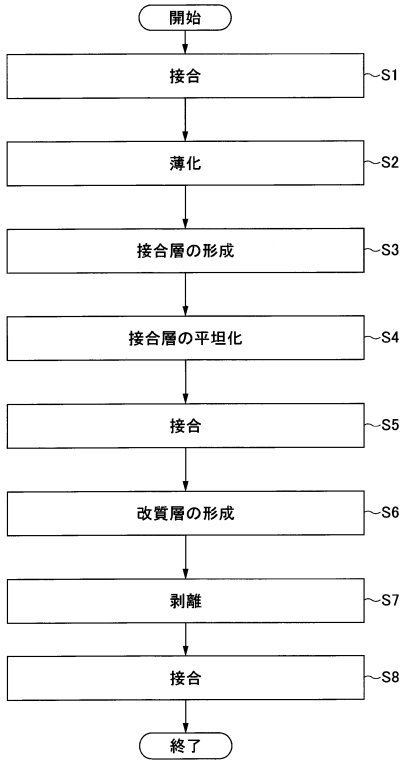 開始
接合 S1
薄化 S2
接合層の形成 S3
接合層の平坦化 S4
接合 S5
改質層の形成 S6
剥離 S7
接合 S8
終了